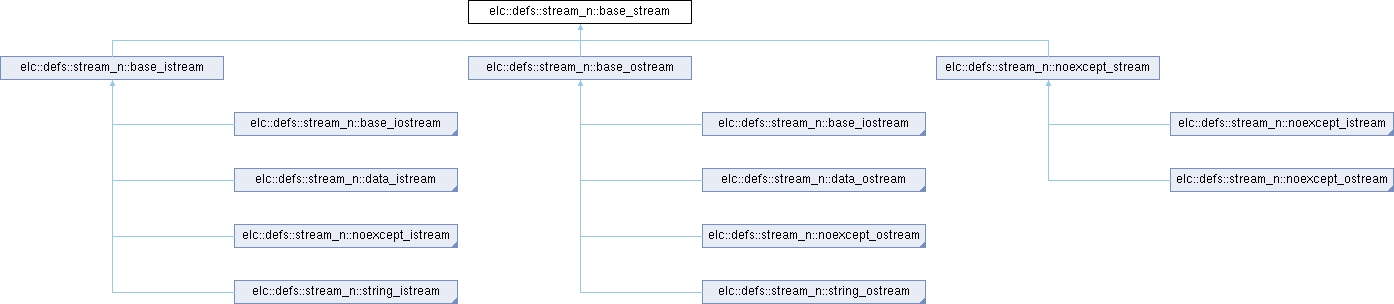 elc::defs::stream_n::base_stream
elc::defs::stream_n::base_istream
elc::defs::stream_n::base_ostream
elc::defs::stream_n::noexcept_stream
elc::defs::stream_n::base_iostream
elc::defs::stream_n::base_iostream
elc::defs::stream_n::noexcept_istream
elc::defs::stream_n::data_istream
elc::defs::stream_n::data_ostream
elc::defs::stream_n::noexcept_ostream
elc::defs::stream_n::noexcept_istream
elc::defs::stream_n::noexcept_ostream
elc::defs::stream_n::string_istream
elc::defs::stream_n::string_ostream